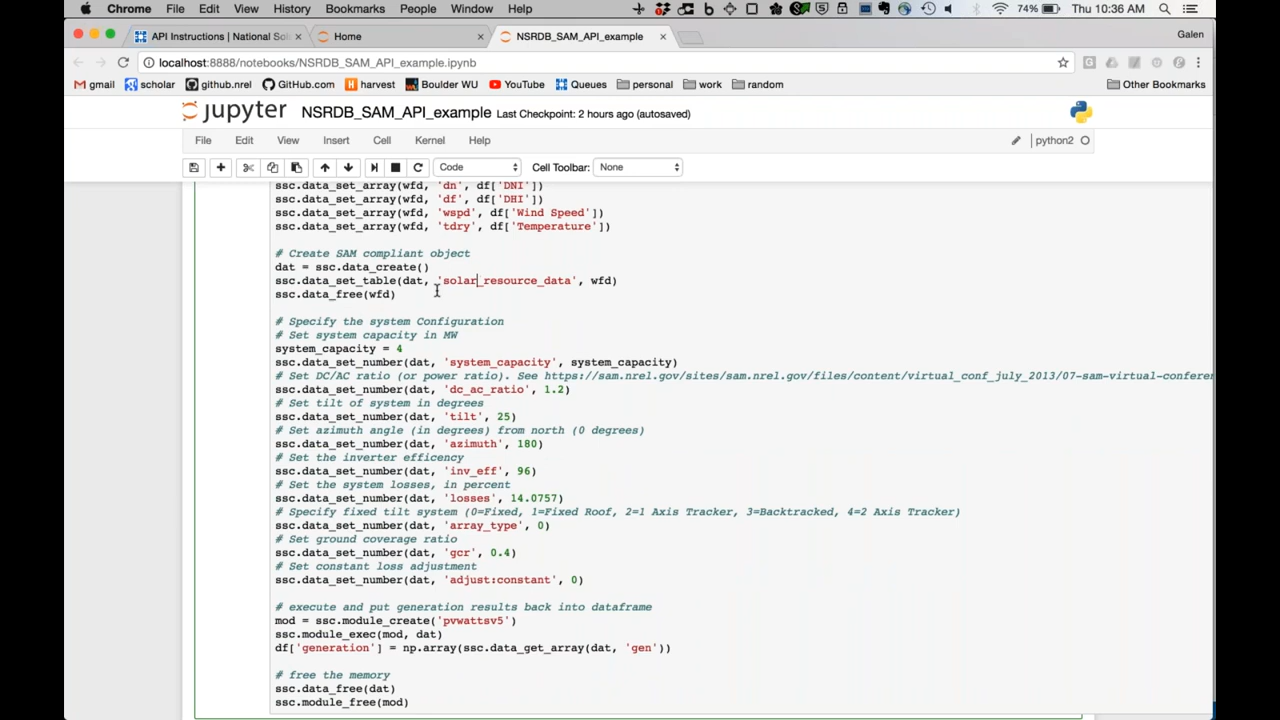 Chrome File Edit View History Bookmarks People Window Help 74% Thu 10:36 AM
API Instructions | National Sol Home NSRDB_SAM_API_example Galen
localhost:8888/notebooks/NSRDB_SAM_API_example.ipynb
gmail scholar github.nrel GitHub.com harvest Boulder WU YouTube Queues personal work random Other Bookmarks
jupyter NSRDB_SAM_API_example Last Checkpoint: 2 hours ago (autosaved)
File Edit View Insert Cell Kernel Help python2
Code Cell Toolbar: None
ssc.data_set_array(wfd, 'dn', df['DNI'])
ssc.data_set_array(wfd, 'df', df['DHI'])
ssc.data_set_array(wfd, 'wspd', df['Wind Speed'])
ssc.data_set_array(wfd, 'tdry', df['Temperature'])
# Create SAM compliant object
dat = ssc.data_create()
ssc.data_set_table(dat, 'solar_resource_data', wfd)
ssc.data_free(wfd)
# Specify the system Configuration
# Set system capacity in MW
system_capacity = 4
ssc.data_set_number(dat, 'system_capacity', system_capacity)
# Set DC/AC ratio (or power ratio). See https://sam.nrel.gov/sites/sam.nrel.gov/files/content/virtual_conf_july_2013/07-sam-virtual-conferen
ssc.data_set_number(dat, 'dc_ac_ratio', 1.2)
# Set tilt of system in degrees
ssc.data_set_number(dat, 'tilt', 25)
# Set azimuth angle (in degrees) from north (0 degrees)
ssc.data_set_number(dat, 'azimuth', 180)
# Set the inverter efficency
ssc.data_set_number(dat, 'inv_eff', 96)
# Set the system losses, in percent
ssc.data_set_number(dat, 'losses', 14.0757)
# Specify fixed tilt system (0=Fixed, 1=Fixed Roof, 2=1 Axis Tracker, 3=Backtracked, 4=2 Axis Tracker)
ssc.data_set_number(dat, 'array_type', 0)
# Set ground coverage ratio
ssc.data_set_number(dat, 'gcr', 0.4)
# Set constant loss adjustment
ssc.data_set_number(dat, 'adjust:constant', 0)
# execute and put generation results back into dataframe
mod = ssc.module_create('pvwattsv5')
ssc.module_exec(mod, dat)
df['generation'] = np.array(ssc.data_get_array(dat, 'gen'))
# free the memory
ssc.data_free(dat)
ssc.module_free(mod)